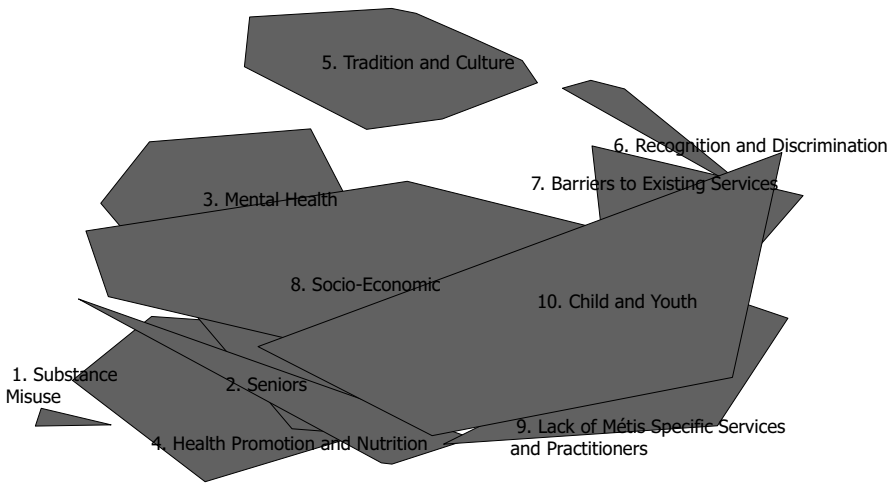 5. Tradition and Culture
6. Recognition and Discrimination
7. Barriers to Existing Services
3. Mental Health
8. Socio-Economic
10. Child and Youth
1. Substance
Misuse
2. Seniors
9. Lack of Métis Specific Services
and Practitioners
4. Health Promotion and Nutrition